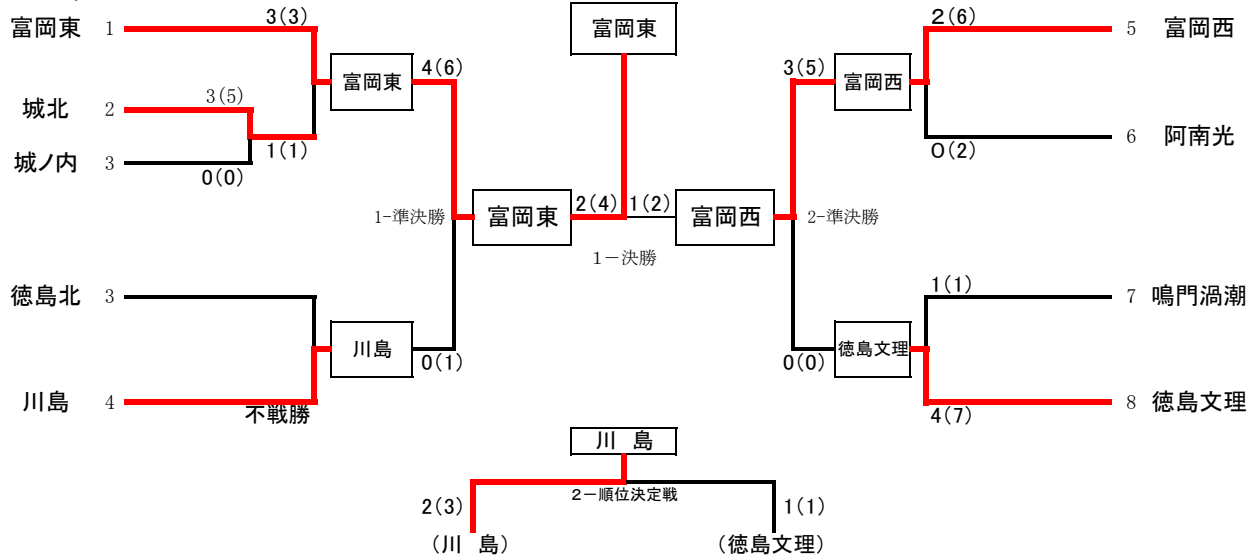 富岡東 1 3(3)
城北 2 3(5)
城ノ内 3 0(0)
1(1)
富岡東 4(6)
徳島北 3
川島 4 不戦勝
川島 0(1)
1-準決勝
富岡東 2(4)
富岡東
1-決勝
1(2) 富岡西
2-準決勝
3(5) 富岡西
2(6) 5 富岡西
0(2) 6 阿南光
0(0) 徳島文理
1(1) 7 鳴門渦潮
4(7) 8 徳島文理
川 島
2-順位決定戦
2(3) 1(1)
(川 島) (徳島文理)